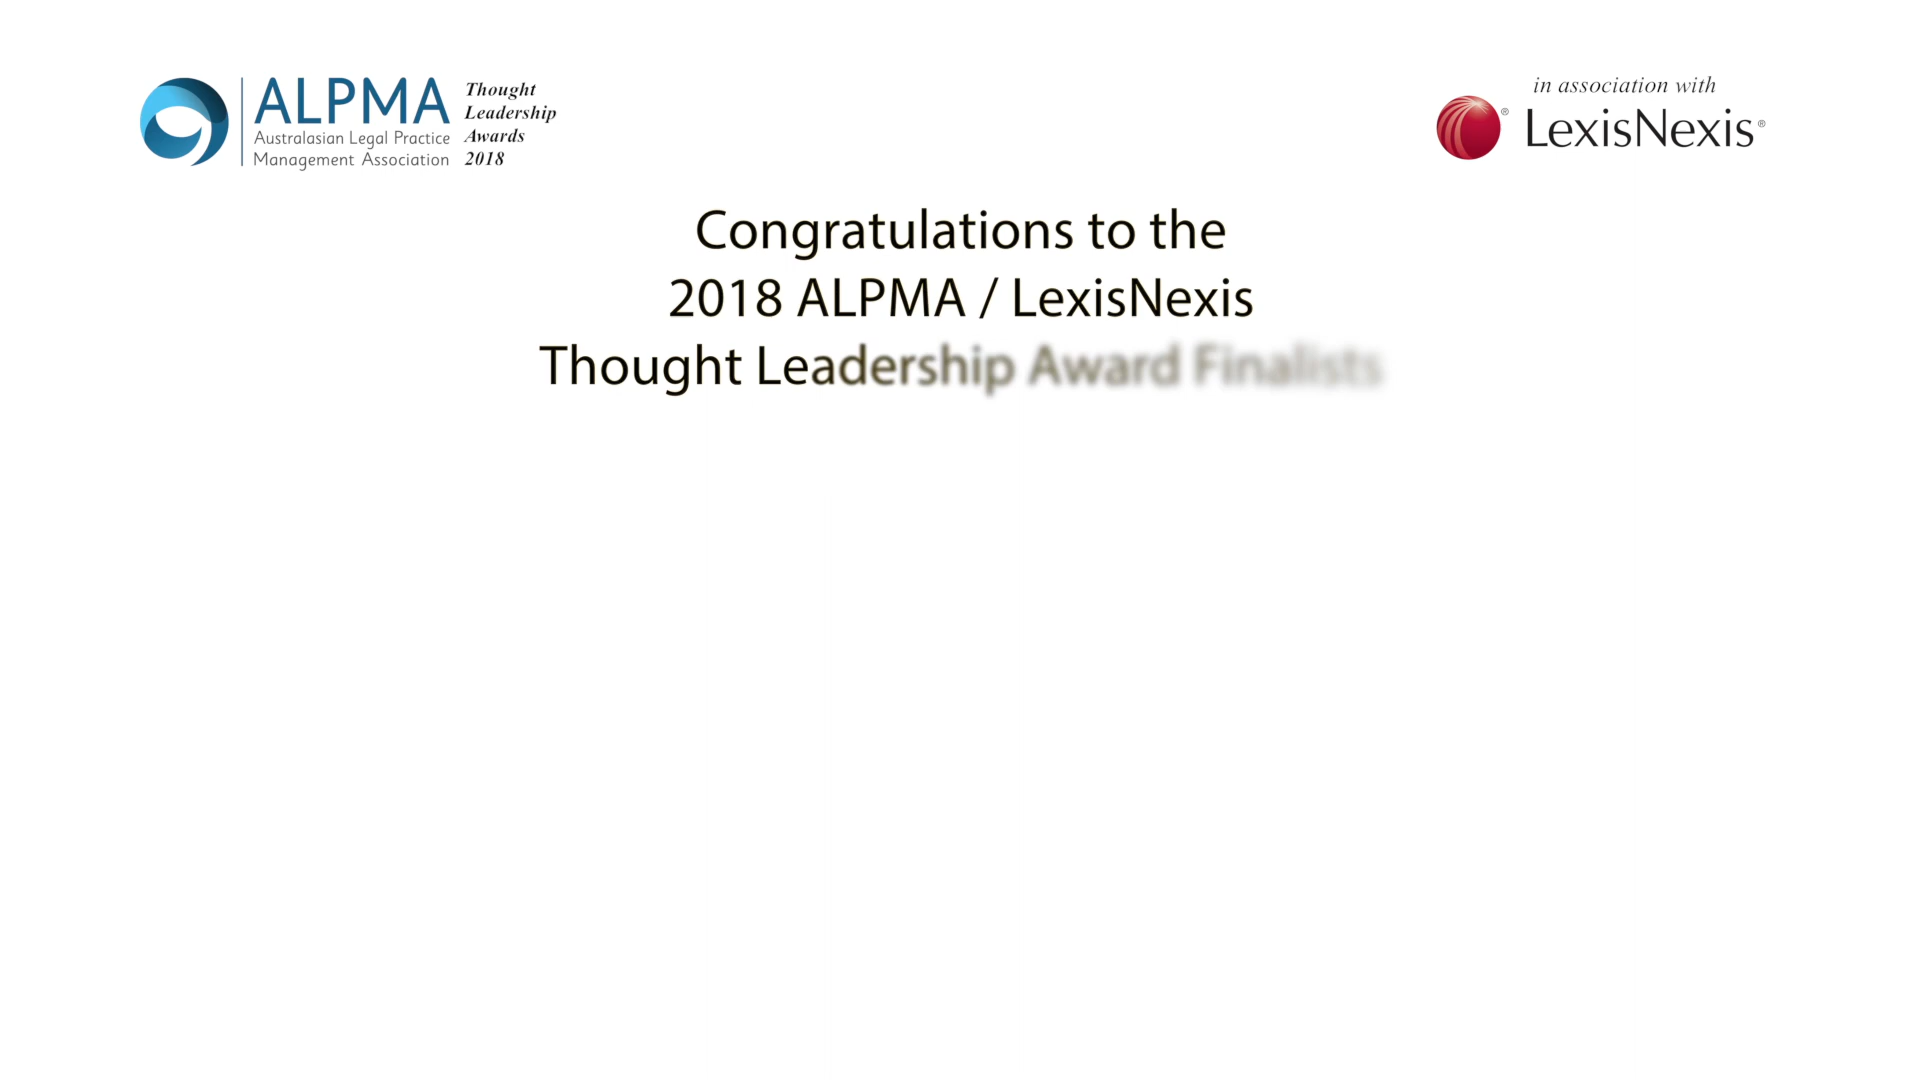 ALPMA
Australasian Legal Practice
Management Association
Thought
Leadership
Awards
2018
in association with
LexisNexis®
Congratulations to the
2018 ALPMA / LexisNexis
Thought Leadership Award Finalists